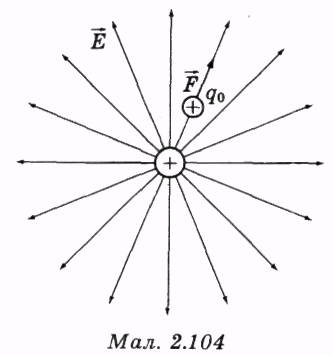 E⃗
F⃗
q₀
+
+
Мал. 2.104